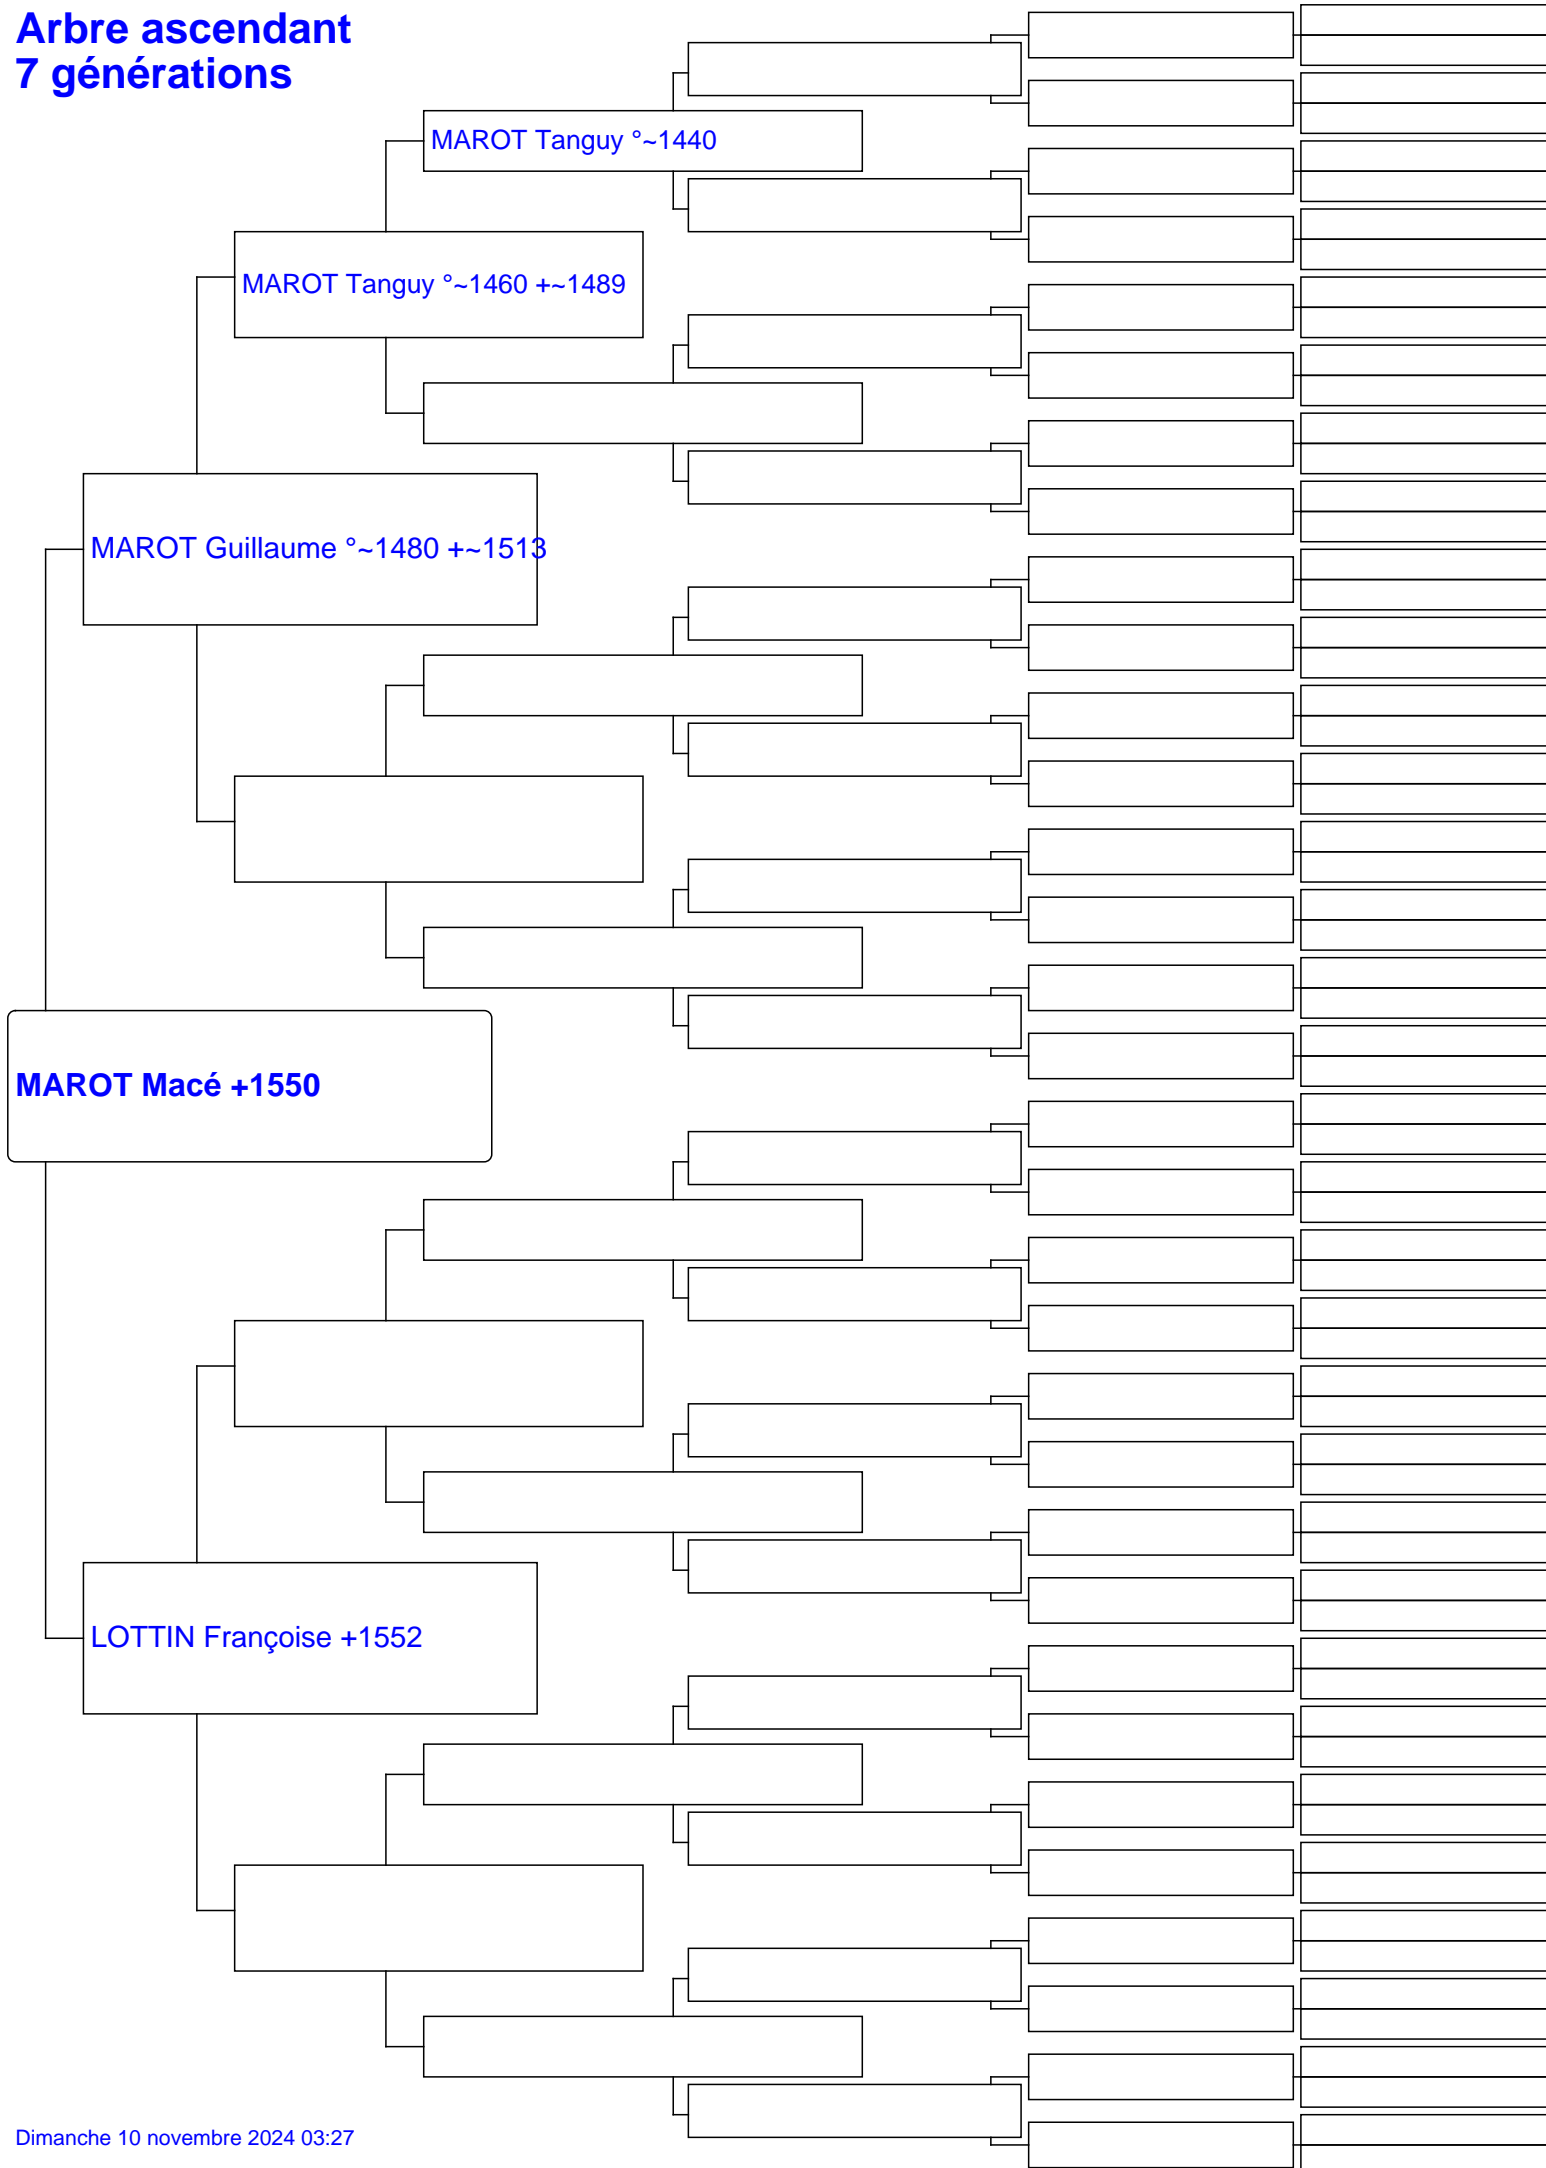 Arbre ascendant
7 générations
MAROT Tanguy °~1440
MAROT Tanguy °~1460 +~1489
MAROT Guillaume °~1480 +~1513
MAROT Macé +1550
LOTTIN Françoise +1552
Dimanche 10 novembre 2024 03:27